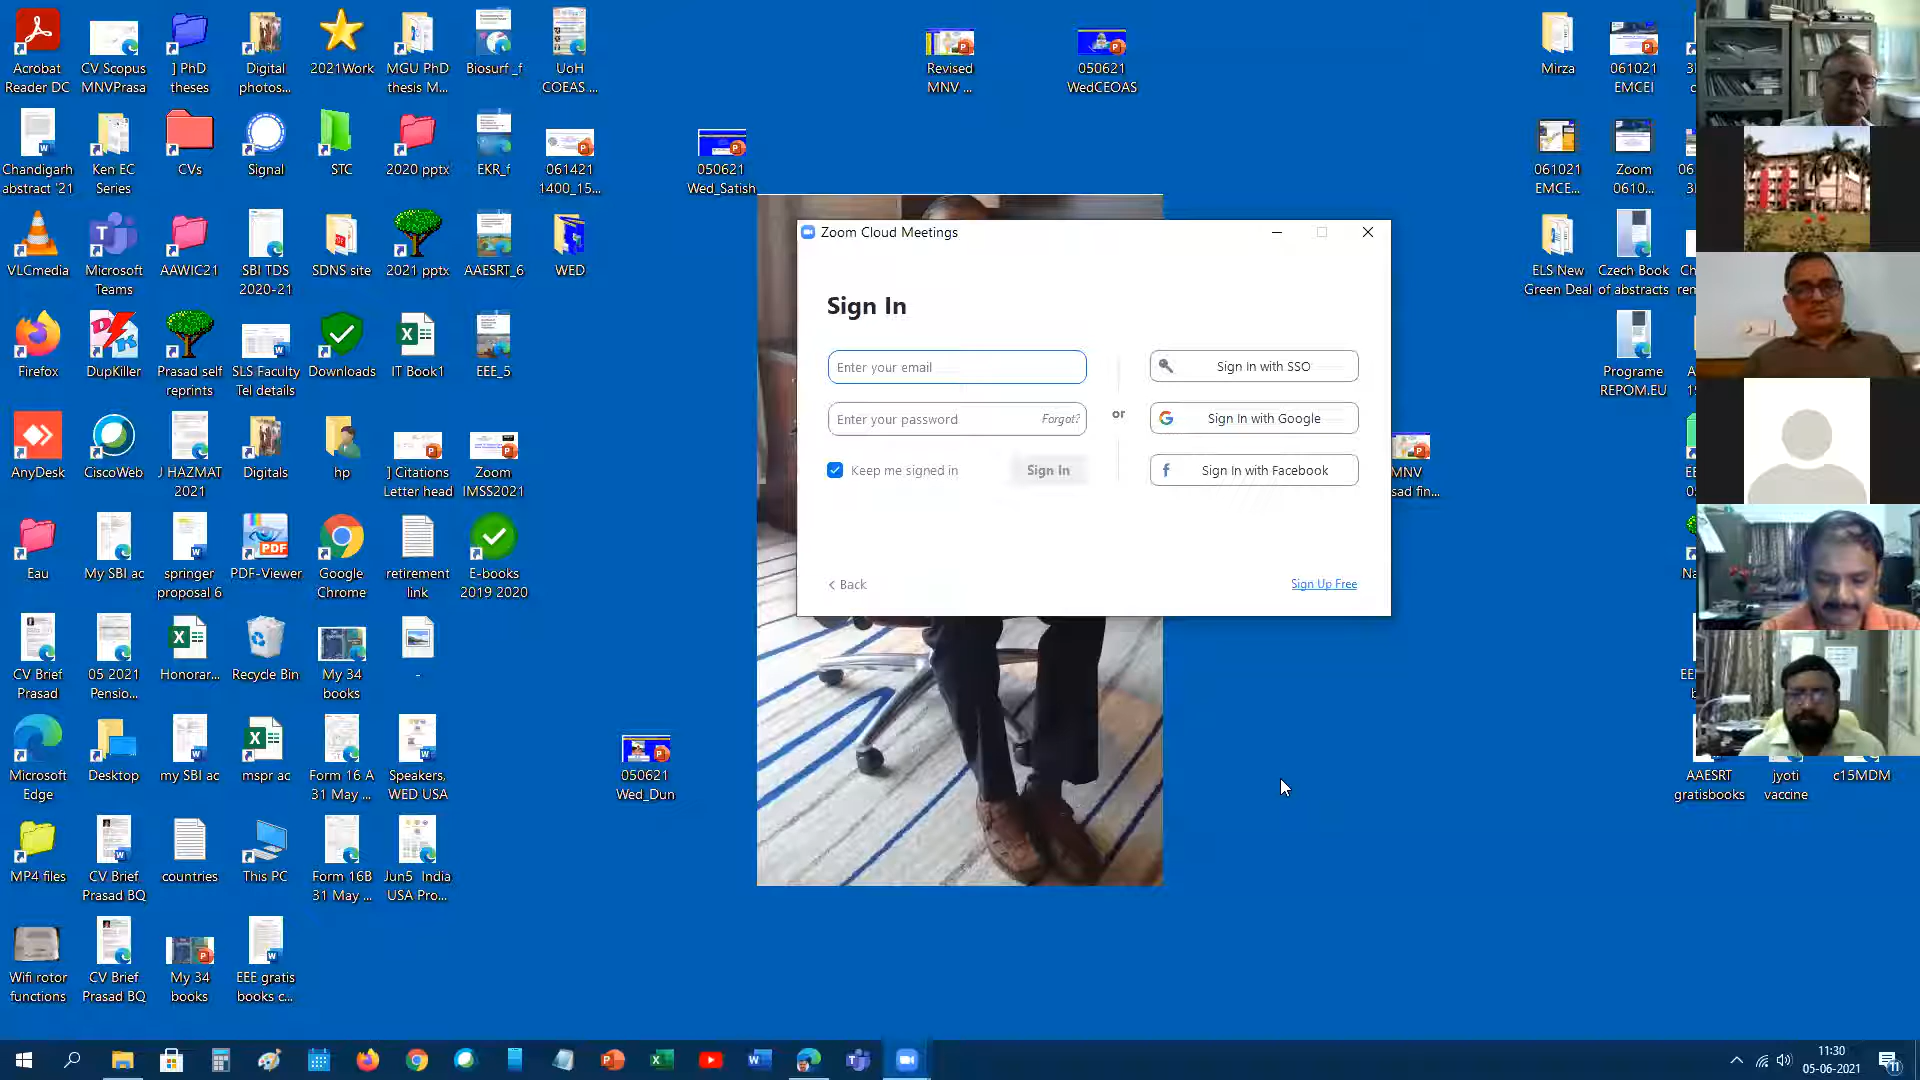 Acrobat
Reader DC
CV Scopus
MNVPrasa
] PhD
theses
Digital
photos...
2021Work
MGU PhD
thesis M...
Biosurf _f
UoH
COEAS ...
Revised
MNV ...
050621
WedCEOAS
Mirza
061021
EMCEI
Chandigarh
abstract '21
Ken EC
Series
CVs
Signal
STC
2020 pptx
EKR_f
061421
1400_15...
050621
Wed_Satish
061021
EMCE...
Zoom
0610...
VLCmedia
Microsoft
Teams
AAWIC21
SBI TDS
2020-21
SDNS site
2021 pptx
AAESRT_6
WED
ELS New
Green Deal
Czech Book
of abstracts
Firefox
DupKiller
Prasad self
reprints
SLS Faculty
Tel details
Downloads
IT Book1
EEE_5
Programe
REPOM.EU
AnyDesk
CiscoWeb
J HAZMAT
2021
Digitals
hp
] Citations
Letter head
Zoom
IMSS2021
MNV
sad fin...
Eau
My SBI ac
springer
proposal 6
PDF-Viewer
Google
Chrome
retirement
link
E-books
2019 2020
CV Brief
Prasad
05 2021
Pensio...
Honorar...
Recycle Bin
My 34
books
-
Microsoft
Edge
Desktop
my SBI ac
mspr ac
Form 16 A
31 May ...
Speakers,
WED USA
050621
Wed_Dun
AAESRT
gratisbooks
jyoti
vaccine
c15MDM
MP4 files
CV Brief
Prasad BQ
countries
This PC
Form 16B
31 May ...
Jun5 India
USA Pro...
Wifi rotor
functions
CV Brief
Prasad BQ
My 34
books
EEE gratis
books c...
Zoom Cloud Meetings
Sign In
Enter your email
Enter your password
Forgot?
Keep me signed in
Sign In
or
Sign In with SSO
Sign In with Google
Sign In with Facebook
< Back
Sign Up Free
11:30
05-06-2021